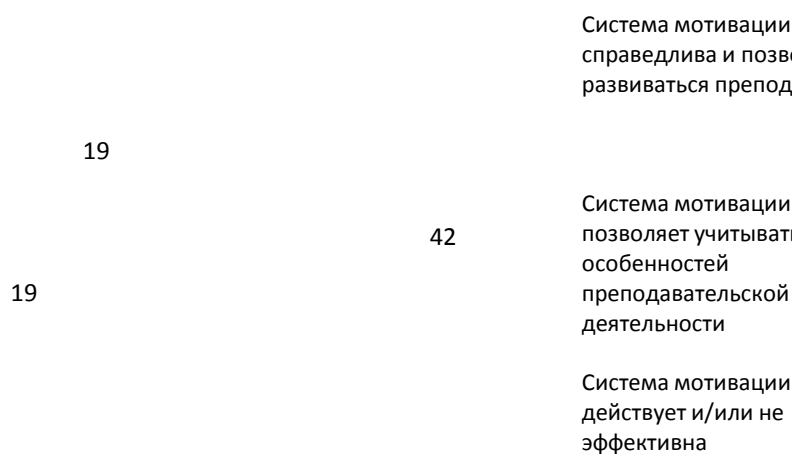 Система мотивации
справедлива и
развиваться
19
Система мотивации
42
позволяет
особенностей
19
преподавательской
деятельности
Система мотивации
действует и/или не
эффективна